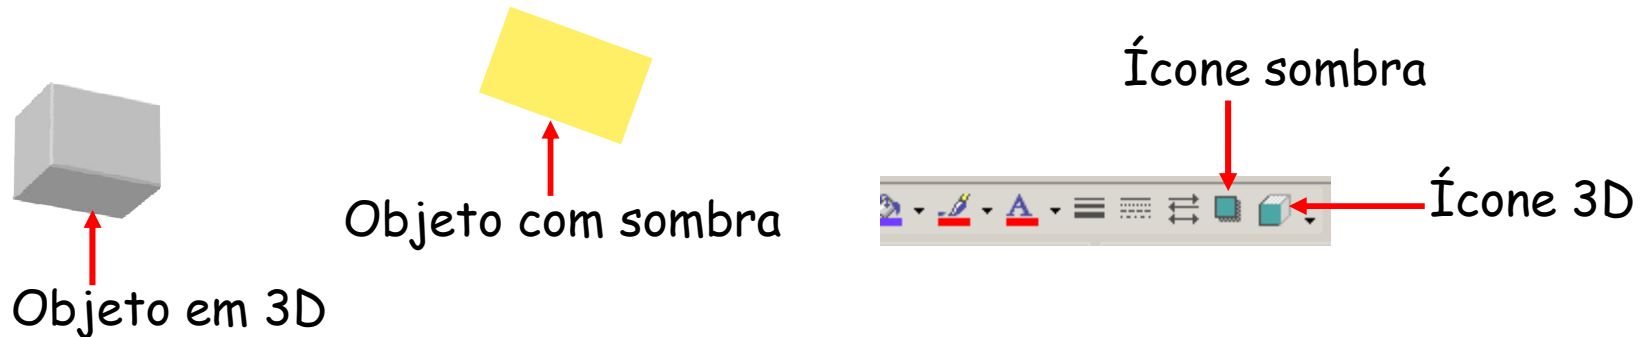 Ícone sombra
Ícone 3D
Objeto com sombra
Objeto em 3D
A